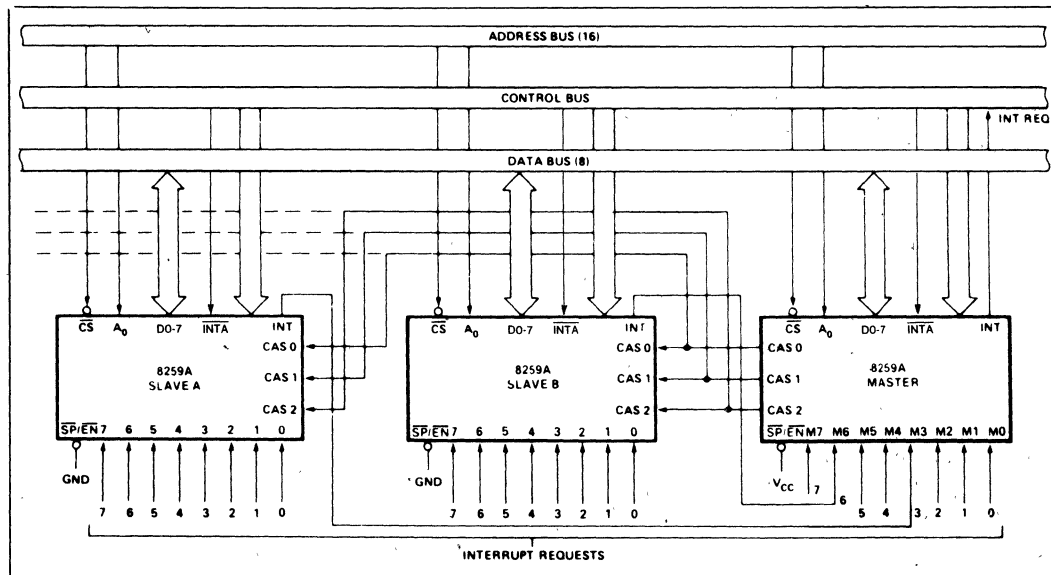 ADDRESS BUS (16)
CONTROL BUS
INT REQ
DATA BUS (8)
CS A0 D0-7 INTA INT
CAS 0
8259A
SLAVE A
CAS 1
CAS 2
SP/EN 7 6 5 4 3 2 1 0
GND
7 6 5 4 3 2 1 0
CS A0 D0-7 INTA INT
CAS 0
8259A
SLAVE B
CAS 1
CAS 2
SP/EN 7 6 5 4 3 2 1 0
GND
7 6 5 4 3 2 1 0
CS A0 D0-7 INTA INT
CAS 0
8259A
MASTER
CAS 1
CAS 2
SP/EN M7 M6 M5 M4 M3 M2 M1 M0
VCC
7 6 5 4 3 2 1 0
INTERRUPT REQUESTS